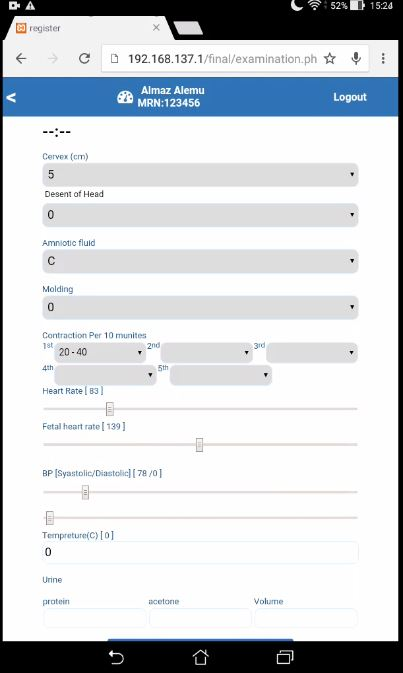 52% 15:24
register
192.168.137.1/final/examination.ph
< Almaz Alemu Logout
MRN:123456
--:--
Cervex (cm)
5
Desent of Head
0
Amniotic fluid
C
Molding
0
Contraction Per 10 munites
1st 20 - 40 2nd 3rd
4th 5th
Heart Rate [ 83 ]
Fetal heart rate [ 139 ]
BP [Syastolic/Diastolic] [ 78 /0 ]
Tempreture(C) [ 0 ]
0
Urine
protein acetone Volume